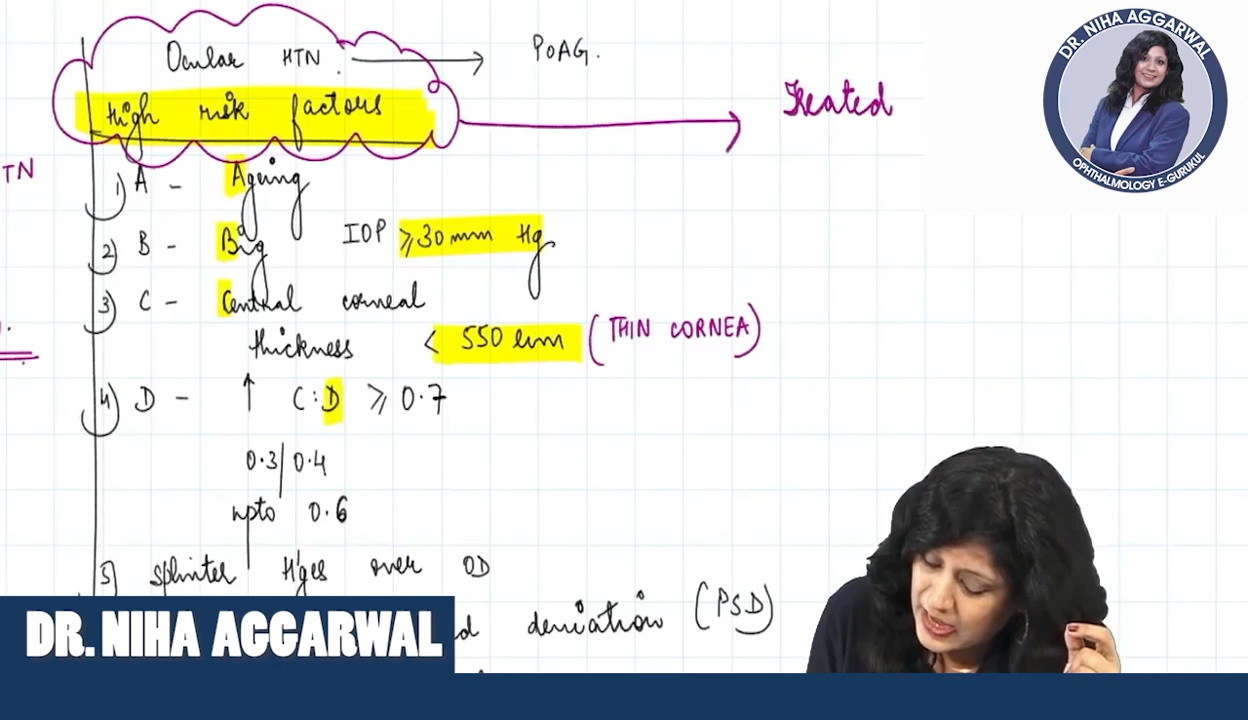 Ocular HTN. → POAG.
High risk factors → Treated
TN
1) A - Ageing
2) B - Big IOP ≥30 mm Hg
3) C - Central corneal
thickness < 550 um (THIN CORNEA)
4) D - ↑ C:D ≥ 0.7
0.3/0.4
upto 0.6
5) Splinter H'ges over OD
d deviation (PSD)
DR. NIHA AGGARWAL
DR. NIHA AGGARWAL
OPHTHALMOLOGY E-GURUKUL